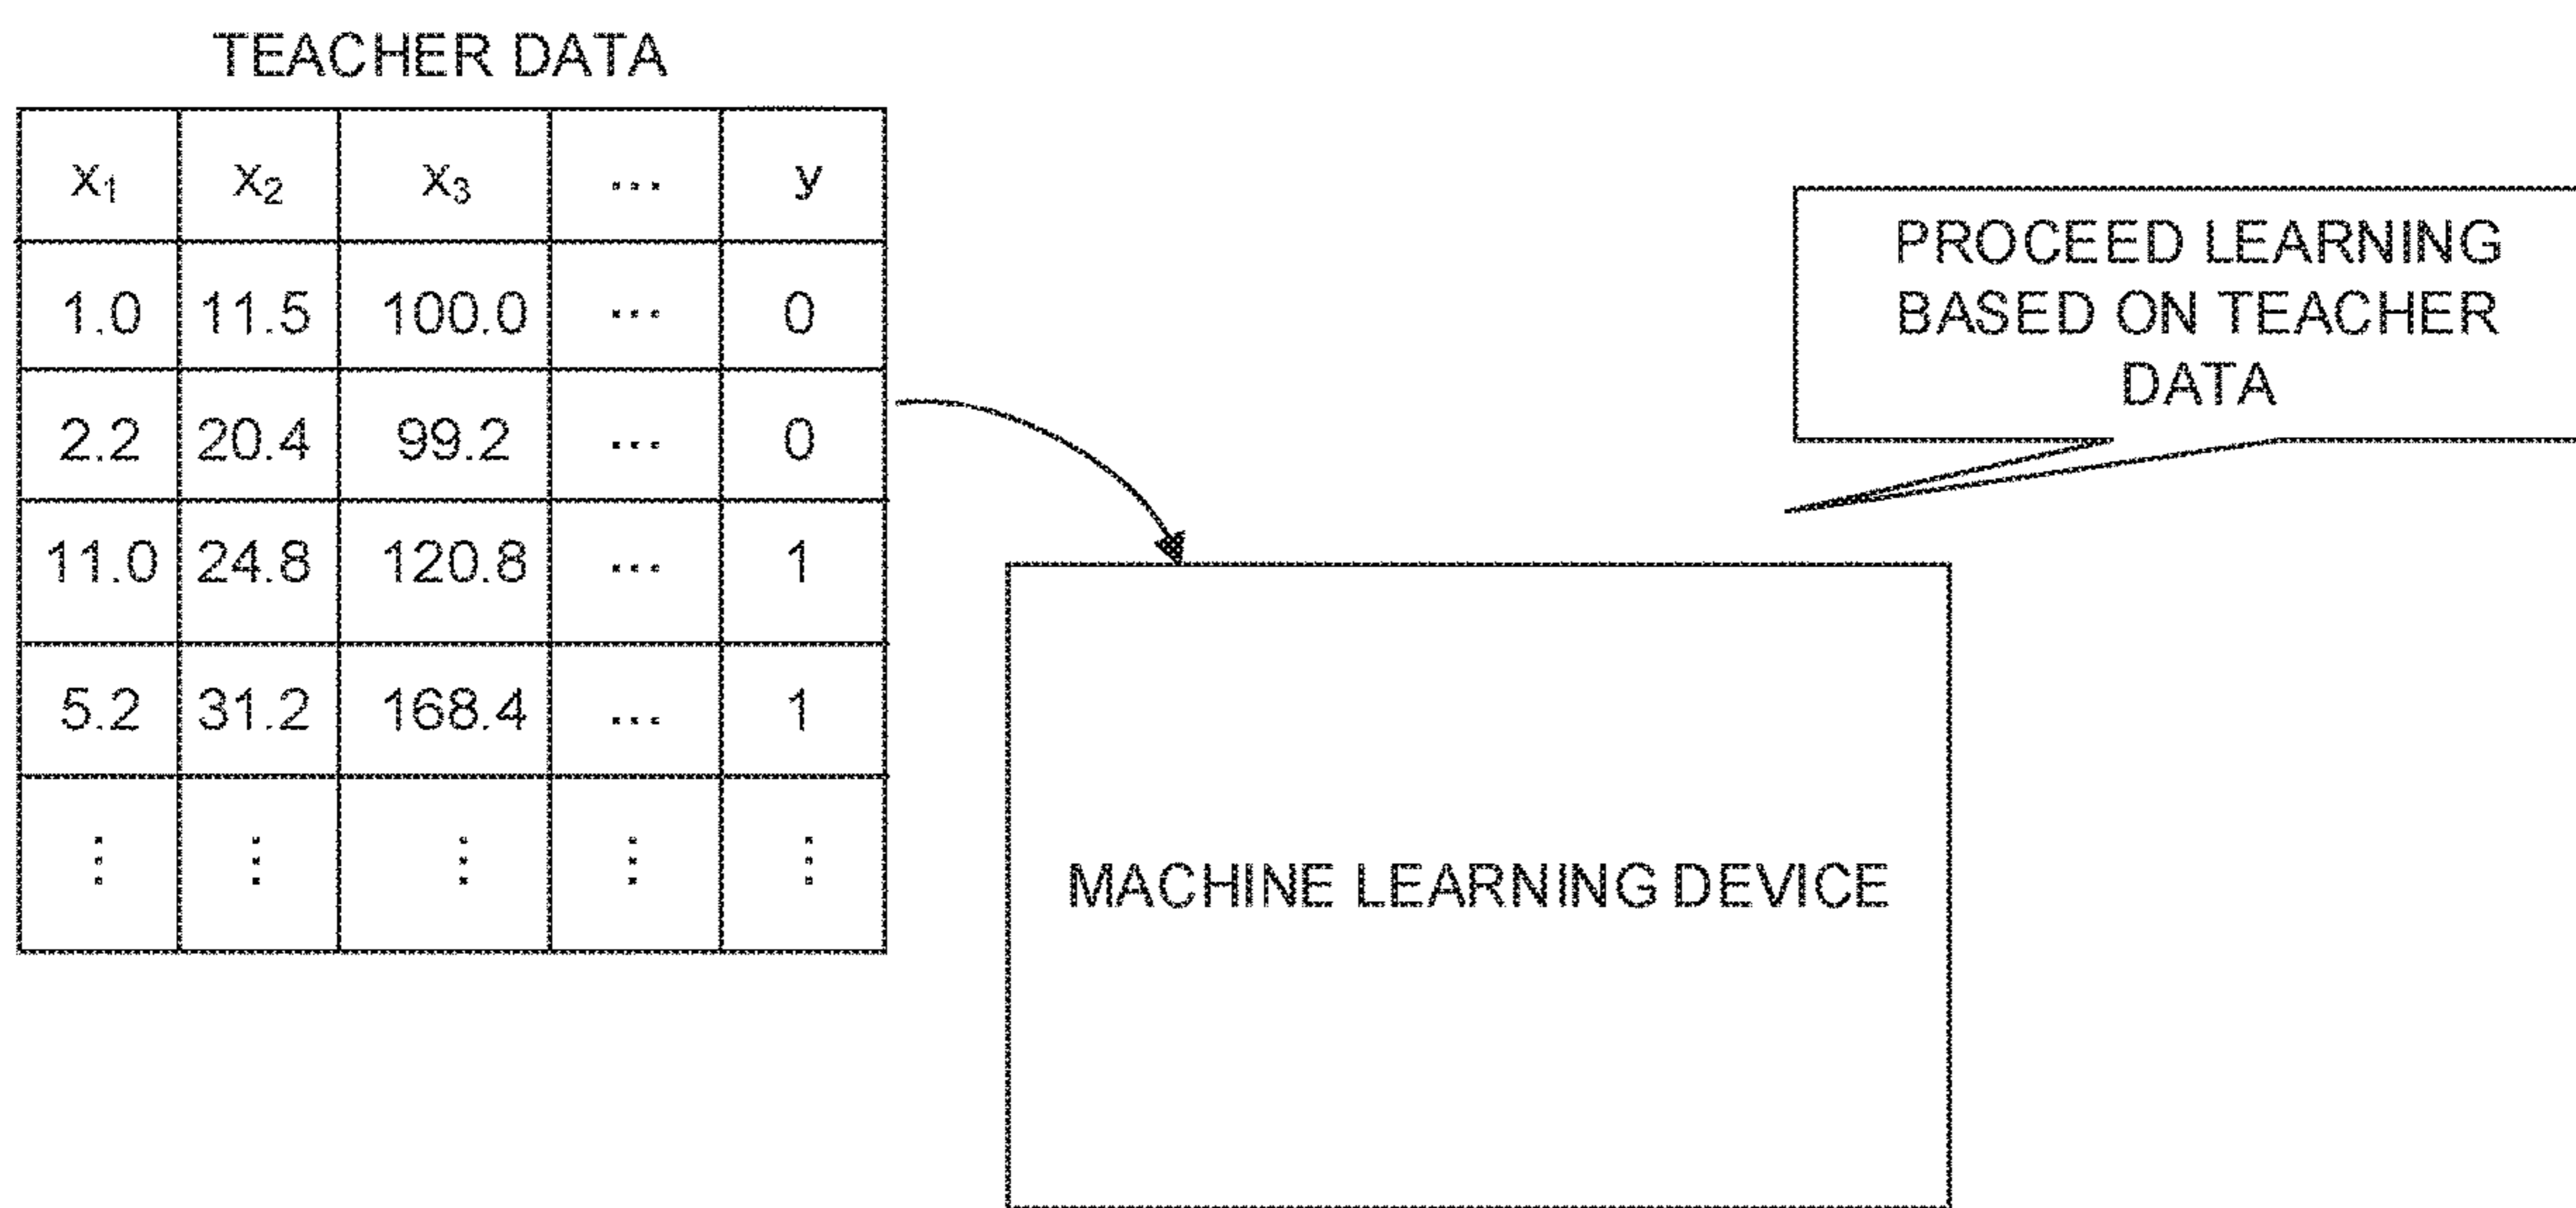 TEACHER DATA
x₁ x₂ x₃ ... y
1.0 11.5 100.0 ... 0
2.2 20.4 99.2 ... 0
11.0 24.8 120.8 ... 1
5.2 31.2 168.4 ... 1
⋮ ⋮ ⋮ ⋮ ⋮
PROCEED LEARNING
BASED ON TEACHER
DATA
MACHINE LEARNING DEVICE